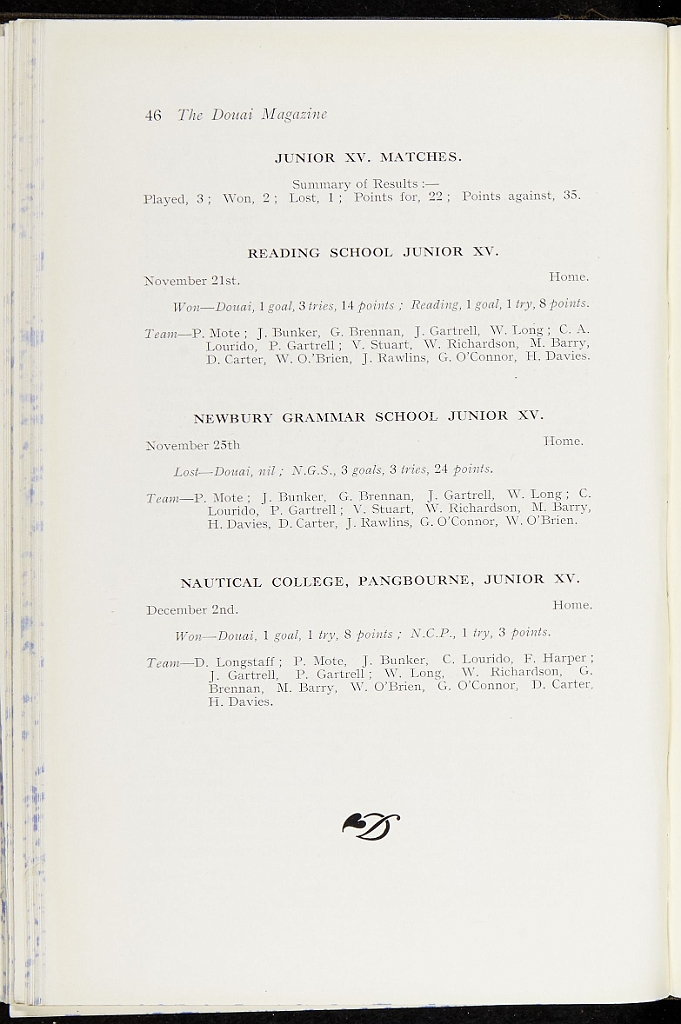 46 The Douai Magazine
JUNIOR XV. MATCHES.
Summary of Results :—
Played, 3 ; Won, 2 ; Lost, 1 ; Points for, 22 ; Points against, 35.
READING SCHOOL JUNIOR XV.
November 21st. Home.
Won—Douai, 1 goal, 3 tries, 14 points ; Reading, 1 goal, 1 try, 8 points.
Team—P. Mote ; J. Bunker, G. Brennan, J. Gartrell, W. Long ; C. A.
Lourido, P. Gartrell ; V. Stuart, W. Richardson, M. Barry,
D. Carter, W. O.'Brien, J. Rawlins, G. O'Connor, H. Davies.
NEWBURY GRAMMAR SCHOOL JUNIOR XV.
November 25th Home.
Lost—Douai, nil ; N.G.S., 3 goals, 3 tries, 24 points.
Team—P. Mote ; J. Bunker, G. Brennan, J. Gartrell, W. Long ; C.
Lourido, P. Gartrell ; V. Stuart, W. Richardson, M. Barry,
H. Davies, D. Carter, J. Rawlins, G. O'Connor, W. O'Brien.
NAUTICAL COLLEGE, PANGBOURNE, JUNIOR XV.
December 2nd. Home.
Won—Douai, 1 goal, 1 try, 8 points ; N.C.P., 1 try, 3 points.
Team—D. Longstaff ; P. Mote, J. Bunker, C. Lourido, F. Harper ;
J. Gartrell, P. Gartrell ; W. Long, W. Richardson, G.
Brennan, M. Barry, W. O'Brien, G. O'Connor, D. Carter,
H. Davies.
D